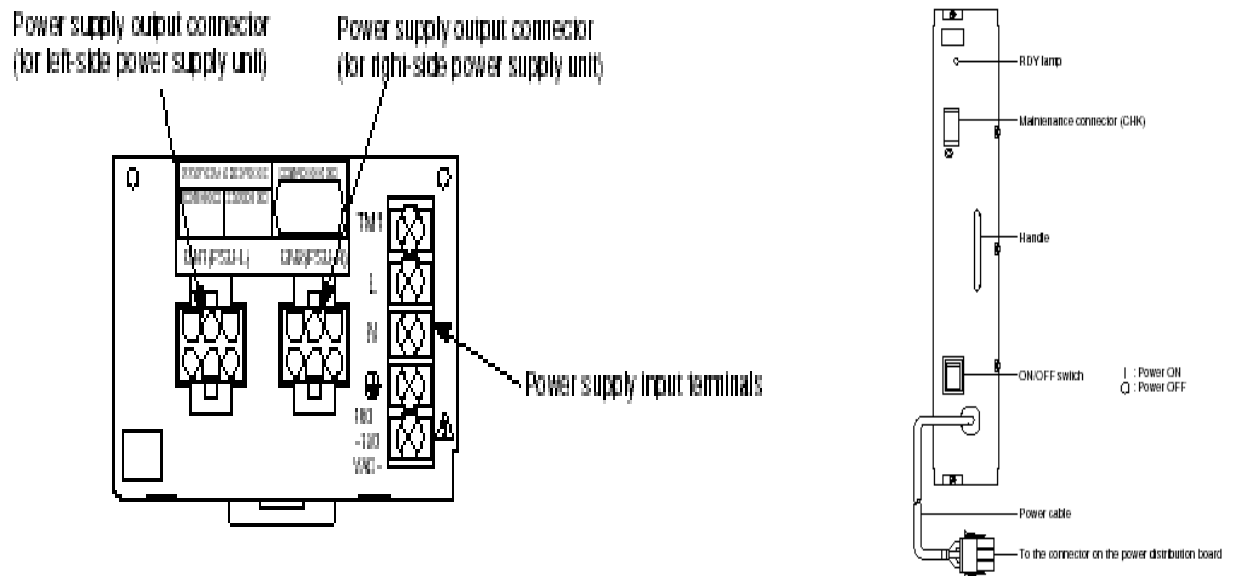 Power supply output connector
(for left-side power supply unit)
Power supply output connector
(for right-side power supply unit)
TM1
L
N
Power supply input terminals
RDY lamp
Maintenance connector (CHK)
Handle
ON/OFF switch
| : Power ON
O : Power OFF
Power cable
To the connector on the power distribution board